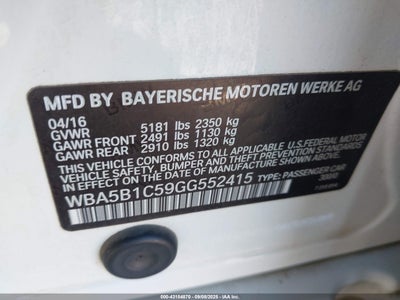 MFD BY BAYERISCHE MOTOREN WERKE AG
04/16
GVWR 5181 lbs 2350 kg
GAWR FRONT 2491 lbs 1130 kg
GAWR REAR 2910 lbs 1320 kg
THIS VEHICLE CONFORMS TO ALL APPLICABLE U.S. FEDERAL MOTOR
VEHICLE SAFETY, BUMPER, AND THEFT PREVENTION STANDARDS IN
EFFECT ON THE DATE OF MANUFACTURE SHOWN ABOVE.
WBA5B1C59GG552415 TYPE: PASSENGER CAR